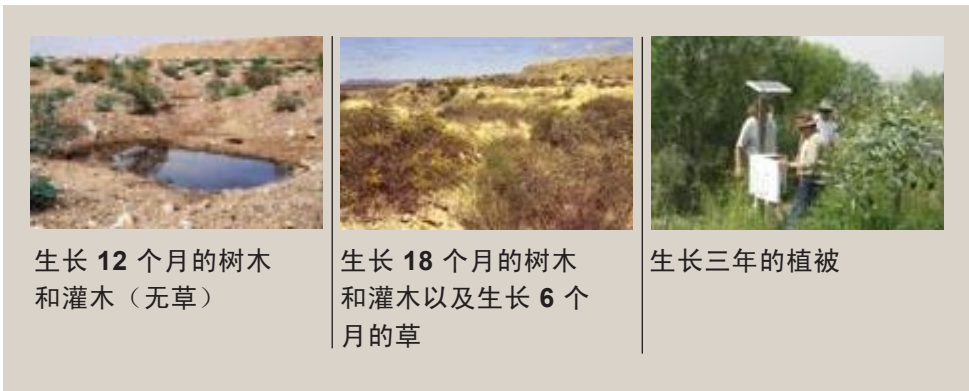 生长 12 个月的树木
和灌木（无草）
生长 18 个月的树木
和灌木以及生长 6 个
月的草
生长三年的植被